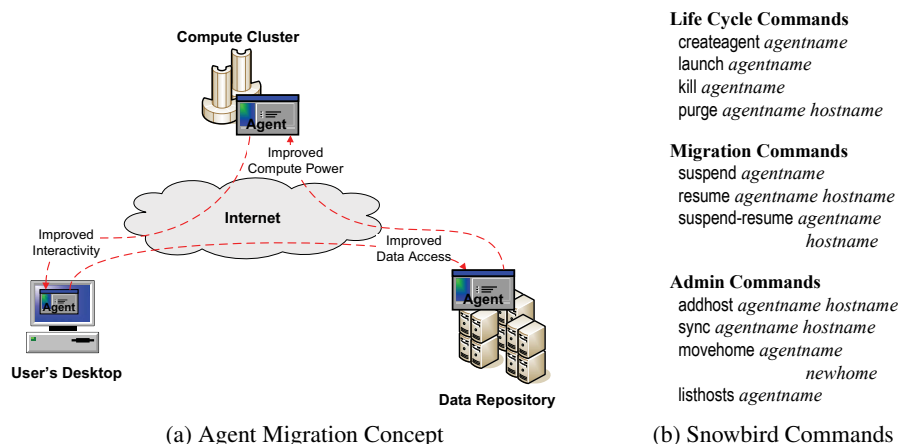 Compute Cluster
Agent
Improved
Compute Power
Internet
Improved
Interactivity
Improved
Data Access
Agent
Agent
User's Desktop
Data Repository
(a) Agent Migration Concept
Life Cycle Commands
createagent agentname
launch agentname
kill agentname
purge agentname hostname
Migration Commands
suspend agentname
resume agentname hostname
suspend-resume agentname
hostname
Admin Commands
addhost agentname hostname
sync agentname hostname
movehome agentname
newhome
listhosts agentname
(b) Snowbird Commands